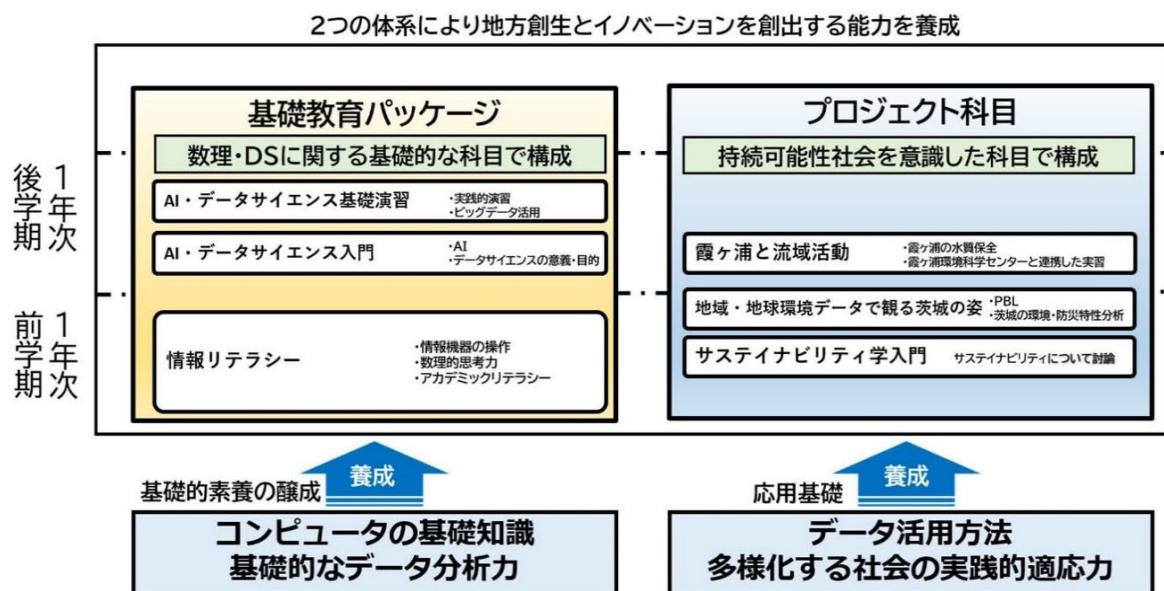 2つの体系により地方創生とイノベーションを創出する能力を養成
基礎教育パッケージ
数理・DSに関する基礎的な科目で構成
1年次
後学期
AI・データサイエンス基礎演習
・実践的演習
・ビッグデータ活用
AI・データサイエンス入門
・AI
・データサイエンスの意義・目的
1年次
前学期
情報リテラシー
・情報機器の操作
・数理的思考力
・アカデミックリテラシー
プロジェクト科目
持続可能性社会を意識した科目で構成
霞ヶ浦と流域活動
・霞ヶ浦の水質保全
・霞ヶ浦環境科学センターと連携した実習
地域・地球環境データで観る茨城の姿
・PBL
・茨城の環境・防災特性分析
サステイナビリティ学入門
サステイナビリティについて討論
基礎的素養の醸成
養成
コンピュータの基礎知識
基礎的なデータ分析力
応用基礎
養成
データ活用方法
多様化する社会の実践的適応力